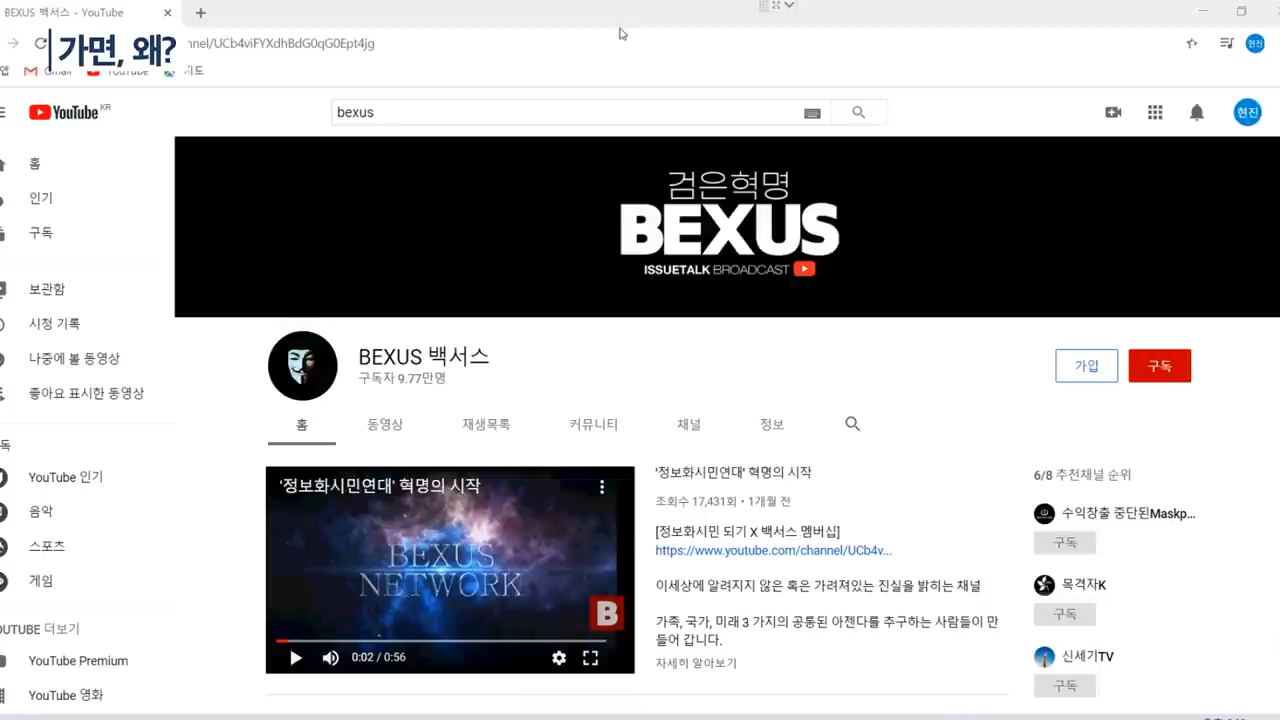 BEXUS 백서스 - YouTube
가면, 왜?
nnel/UCb4viFYXdhBdG0qG0Ept4jg
현진
앱
Gmail
YouTube
지도
YouTube KR
bexus
현진
홈
인기
구독
보관함
시청 기록
나중에 볼 동영상
좋아요 표시한 동영상
독
YouTube 인기
음악
스포츠
게임
OUTUBE 더보기
YouTube Premium
YouTube 영화
검은혁명
BEXUS
ISSUETALK BROADCAST
BEXUS 백서스
구독자 9.77만명
가입
구독
홈
동영상
재생목록
커뮤니티
채널
정보
'정보화시민연대' 혁명의 시작
BEXUS
NETWORK
B
0:02 / 0:56
'정보화시민연대' 혁명의 시작
조회수 17,431회 • 1개월 전
[정보화시민 되기 X 백서스 멤버십]
https://www.youtube.com/channel/UCb4v...
이세상에 알려지지 않은 혹은 가려져있는 진실을 밝히는 채널
가족, 국가, 미래 3 가지의 공통된 아젠다를 추구하는 사람들이 만
들어 갑니다.
자세히 알아보기
6/8 추천채널 순위
수익창출 중단된Maskp...
구독
목격자K
구독
신세기TV
구독